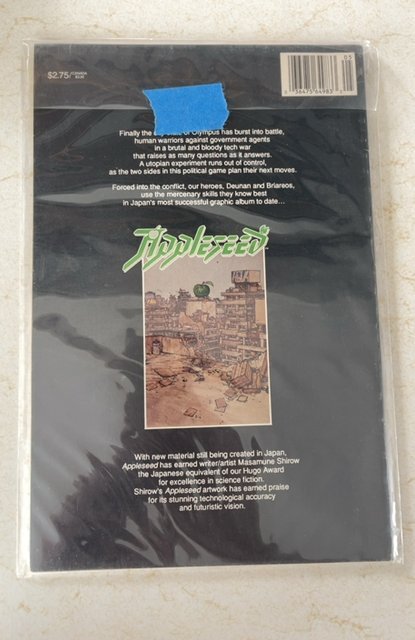 $2.75
05
36475 64983
Finally the of Olympus has burst into battle,
human warriors against government agents
in a brutal and bloody tech war
that raises as many questions as it answers.
A utopian experiment runs out of control,
as the two sides in this political game plan their next moves.
Forced into the conflict, our heroes, Deunan and Briareos,
use the mercenary skills they know best
in Japan's most successful graphic album to date...
Appleseed
With new material still being created in Japan,
Appleseed has earned writer/artist Masamune Shirow
the Japanese equivalent of our Hugo Award
for excellence in science fiction.
Shirow's Appleseed artwork has earned praise
for its stunning technological accuracy
and futuristic vision.